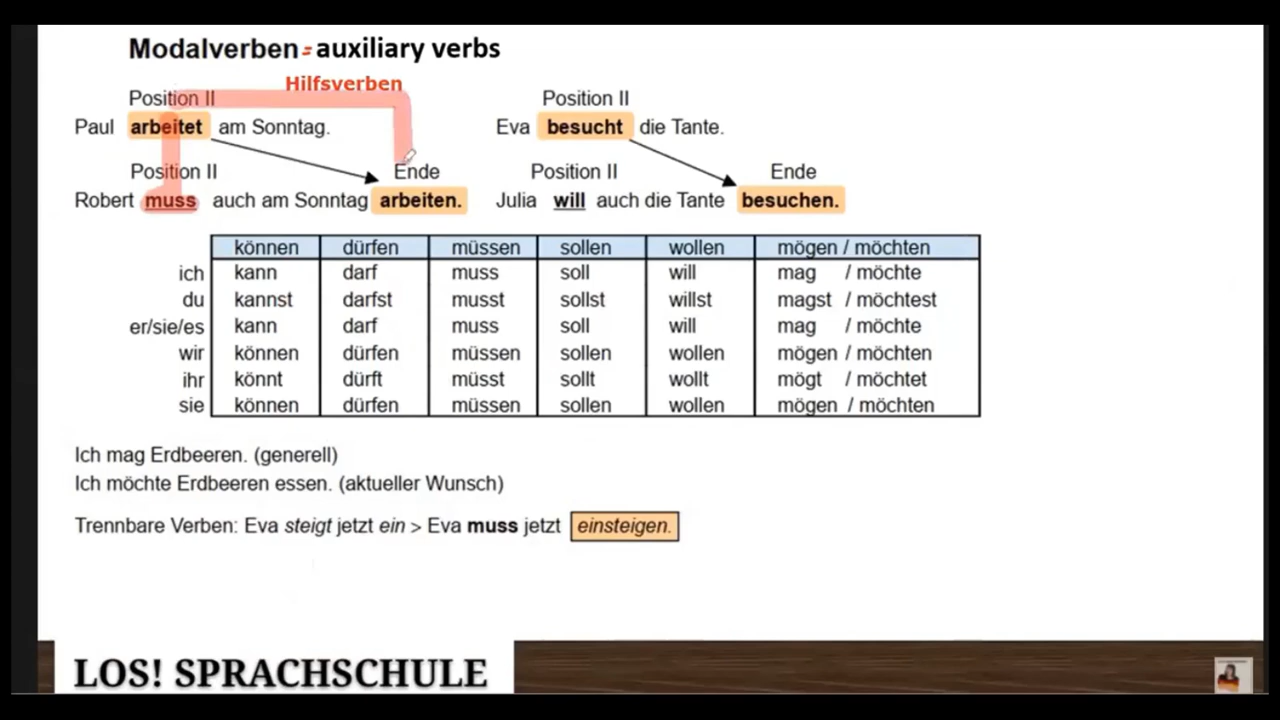 Modalverben = auxiliary verbs
Hilfsverben
Position II Position II
Paul arbeitet am Sonntag. Eva besucht die Tante.
Position II Ende Position II Ende
Robert muss auch am Sonntag arbeiten. Julia will auch die Tante besuchen.
können dürfen müssen sollen wollen mögen / möchten
ich kann darf muss soll will mag / möchte
du kannst darfst musst sollst willst magst / möchtest
er/sie/es kann darf muss soll will mag / möchte
wir können dürfen müssen sollen wollen mögen / möchten
ihr könnt dürft müsst sollt wollt mögt / möchtet
sie können dürfen müssen sollen wollen mögen / möchten
Ich mag Erdbeeren. (generell)
Ich möchte Erdbeeren essen. (aktueller Wunsch)
Trennbare Verben: Eva steigt jetzt ein > Eva muss jetzt einsteigen.
LOS! SPRACHSCHULE